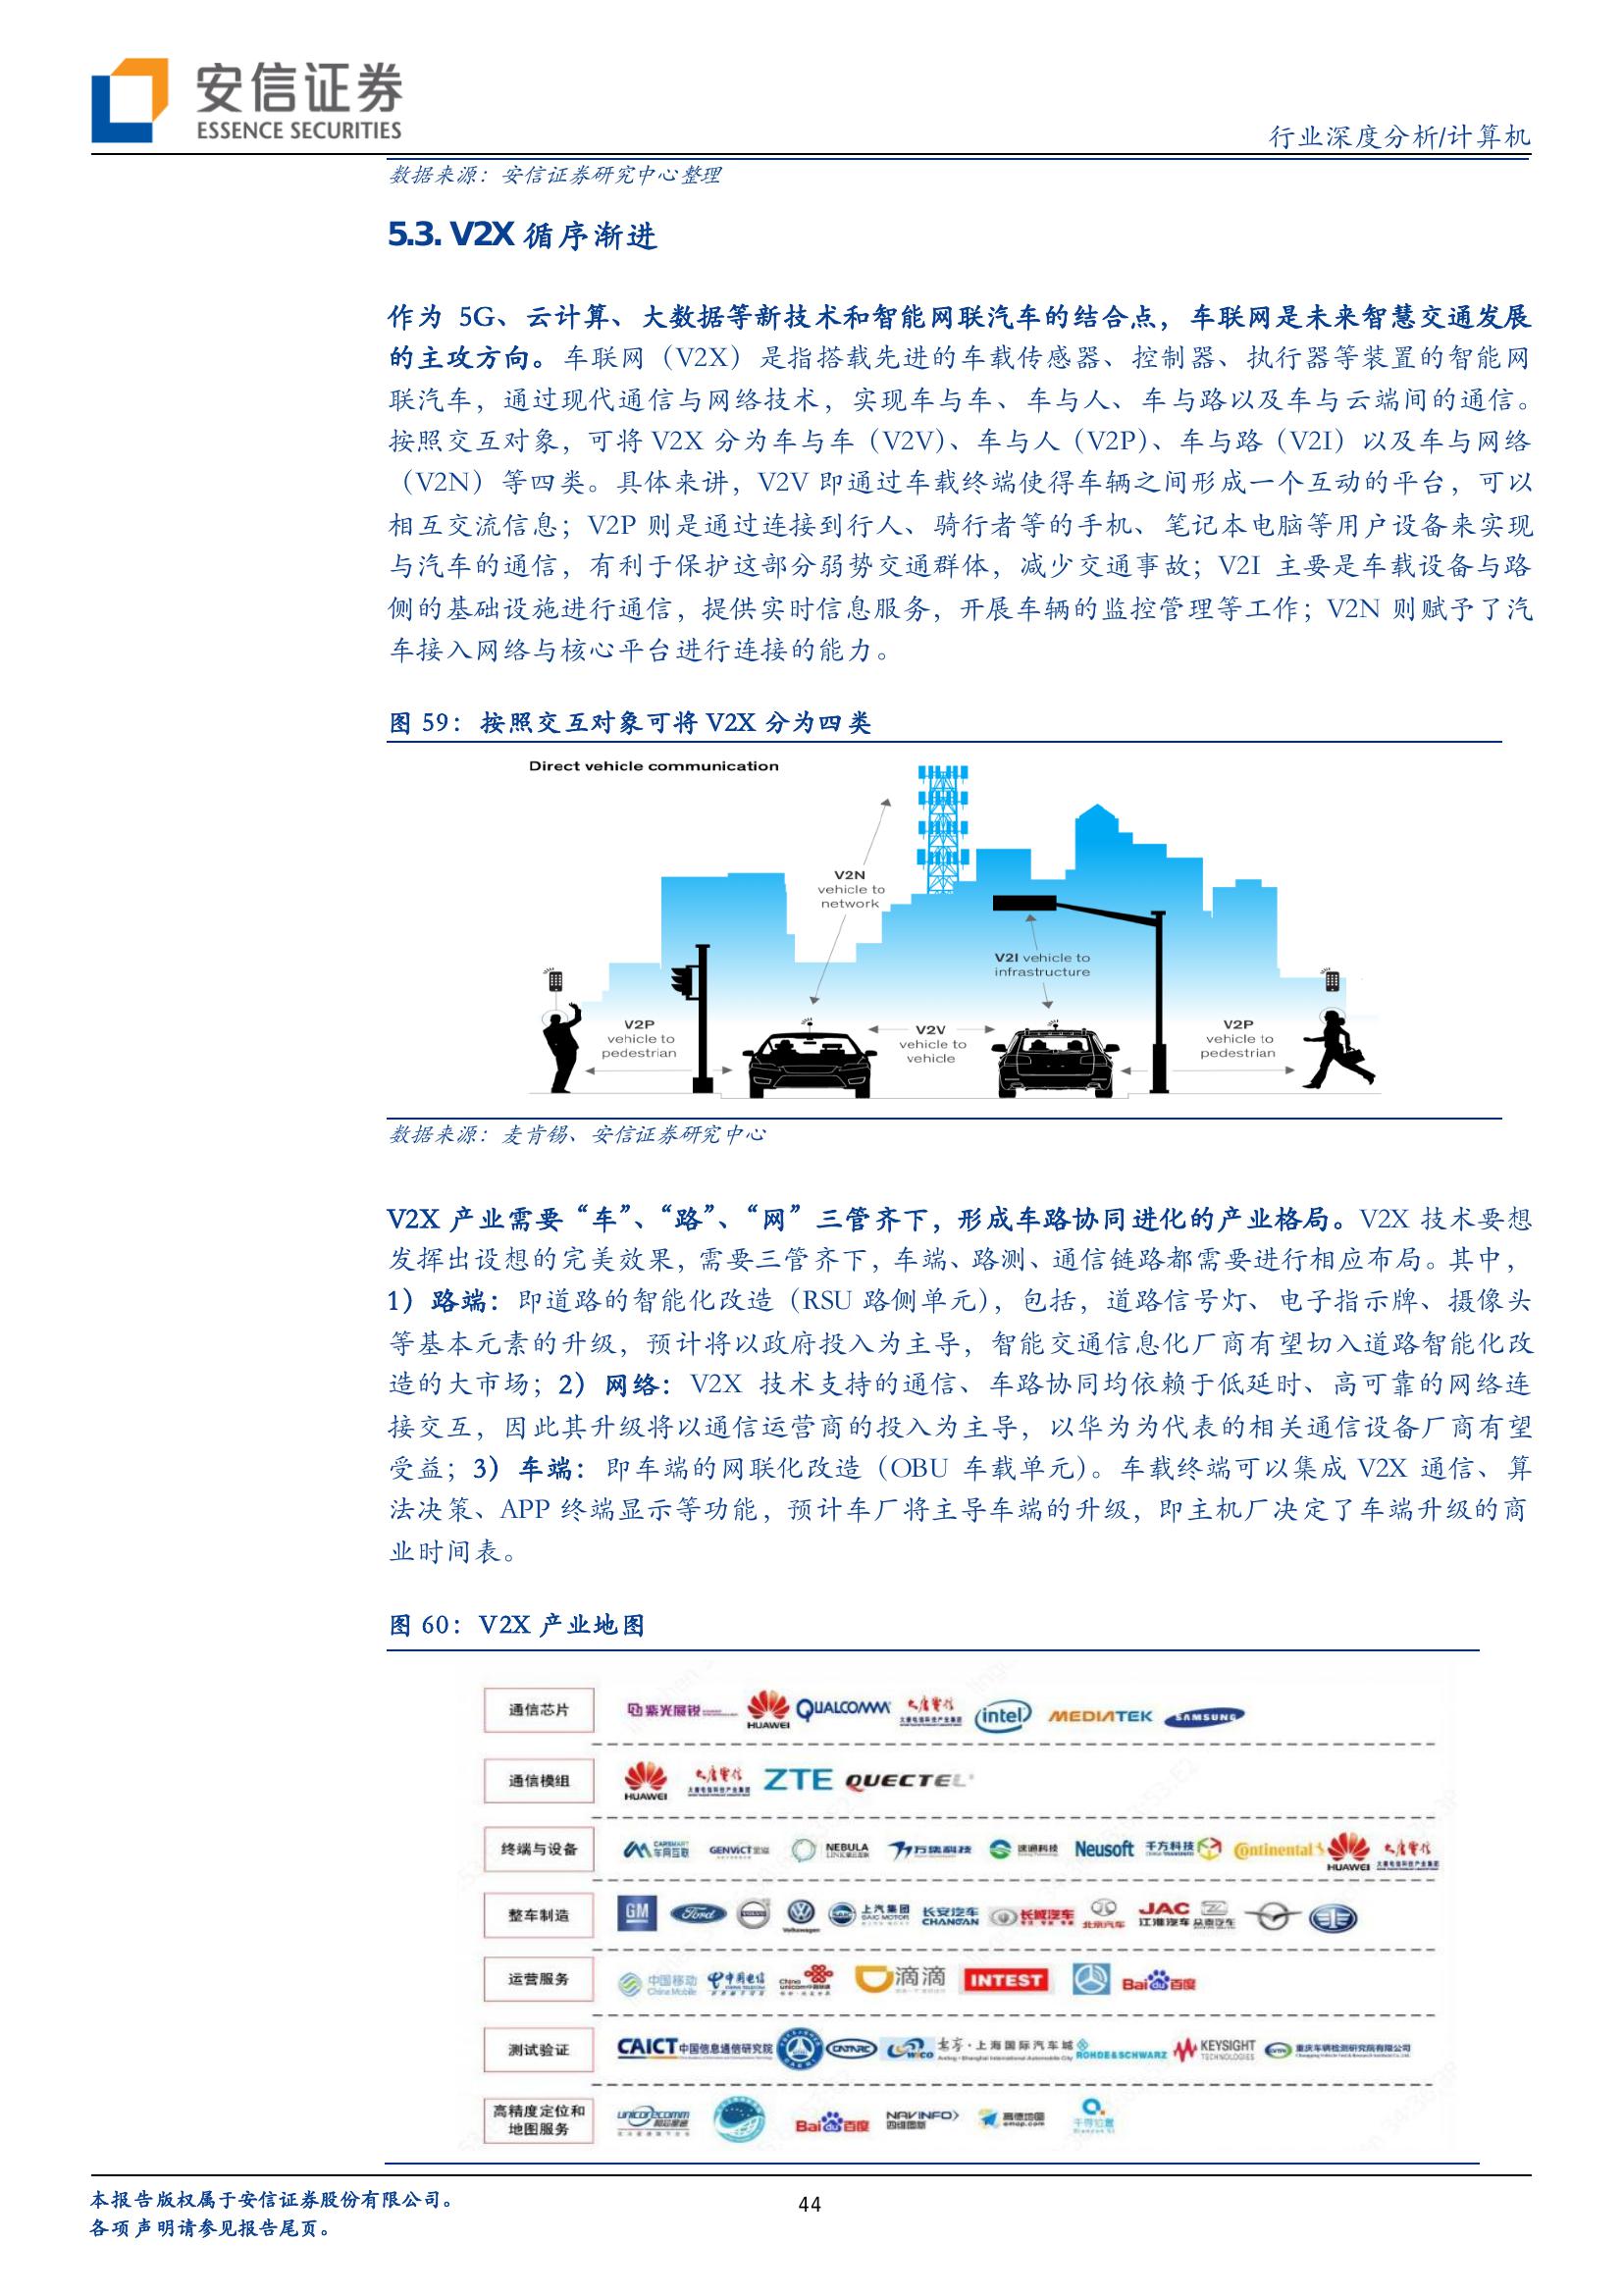 安信证券
ESSENCE SECURITIES
行业深度分析/计算机
数据来源：安信证券研究中心整理
5.3. V2X 循序渐进
作为 5G、云计算、大数据等新技术和智能网联汽车的结合点，车联网是未来智慧交通发展
的主攻方向。车联网（V2X）是指搭载先进的车载传感器、控制器、执行器等装置的智能网
联汽车，通过现代通信与网络技术，实现车与车、车与人、车与路以及车与云端间的通信。
按照交互对象，可将 V2X 分为车与车（V2V）、车与人（V2P）、车与路（V2I）以及车与网络
（V2N）等四类。具体来讲，V2V 即通过车载终端使得车辆之间形成一个互动的平台，可以
相互交流信息；V2P 则是通过连接到行人、骑行者等的手机、笔记本电脑等用户设备来实现
与汽车的通信，有利于保护这部分弱势交通群体，减少交通事故；V2I 主要是车载设备与路
侧的基础设施进行通信，提供实时信息服务，开展车辆的监控管理等工作；V2N 则赋予了汽
车接入网络与核心平台进行连接的能力。
图 59：按照交互对象可将 V2X 分为四类
Direct vehicle communication
V2N
vehicle to
network
V2I vehicle to
infrastructure
V2P
vehicle to
pedestrian
V2V
vehicle to
vehicle
V2P
vehicle to
pedestrian
数据来源：麦肯锡、安信证券研究中心
V2X 产业需要“车”、“路”、“网”三管齐下，形成车路协同进化的产业格局。V2X 技术要想
发挥出设想的完美效果，需要三管齐下，车端、路测、通信链路都需要进行相应布局。其中，
1）路端：即道路的智能化改造（RSU 路侧单元），包括，道路信号灯、电子指示牌、摄像头
等基本元素的升级，预计将以政府投入为主导，智能交通信息化厂商有望切入道路智能化改
造的大市场；2）网络：V2X 技术支持的通信、车路协同均依赖于低延时、高可靠的网络连
接交互，因此其升级将以通信运营商的投入为主导，以华为为代表的相关通信设备厂商有望
受益；3）车端：即车端的网联化改造（OBU 车载单元）。车载终端可以集成 V2X 通信、算
法决策、APP 终端显示等功能，预计车厂将主导车端的升级，即主机厂决定了车端升级的商
业时间表。
图 60：V2X 产业地图
通信芯片 紫光展锐 HUAWEI QUALCOMM 大唐电信 intel MEDIATEK SAMSUNG
通信模组 HUAWEI 大唐电信 ZTE QUECTEL
终端与设备 车网互联 GENVICT NEBULA 万集科技 Neusoft 千方科技 Continental HUAWEI 大唐电信
整车制造 GM Ford VOLVO Volkswagen 上汽集团 SAIC MOTOR 长安汽车 CHANGAN 长城汽车 北京汽车 JAC 江淮汽车 众泰汽车
运营服务 中国移动 China Mobile 中国电信 China unicom 滴滴 INTEST Bai 百度
测试验证 CAICT 中国信息通信研究院 CATARC 上海国际汽车城 ROHDE&SCHWARZ KEYSIGHT TECHNOLOGIES 重庆车辆检测研究院有限公司
高精度定位和
地图服务 unicorecomm Bai 百度 NAVINFO 四维图新 高德地图 amap.com 千寻位置
本报告版权属于安信证券股份有限公司。
44
各项声明请参见报告尾页。